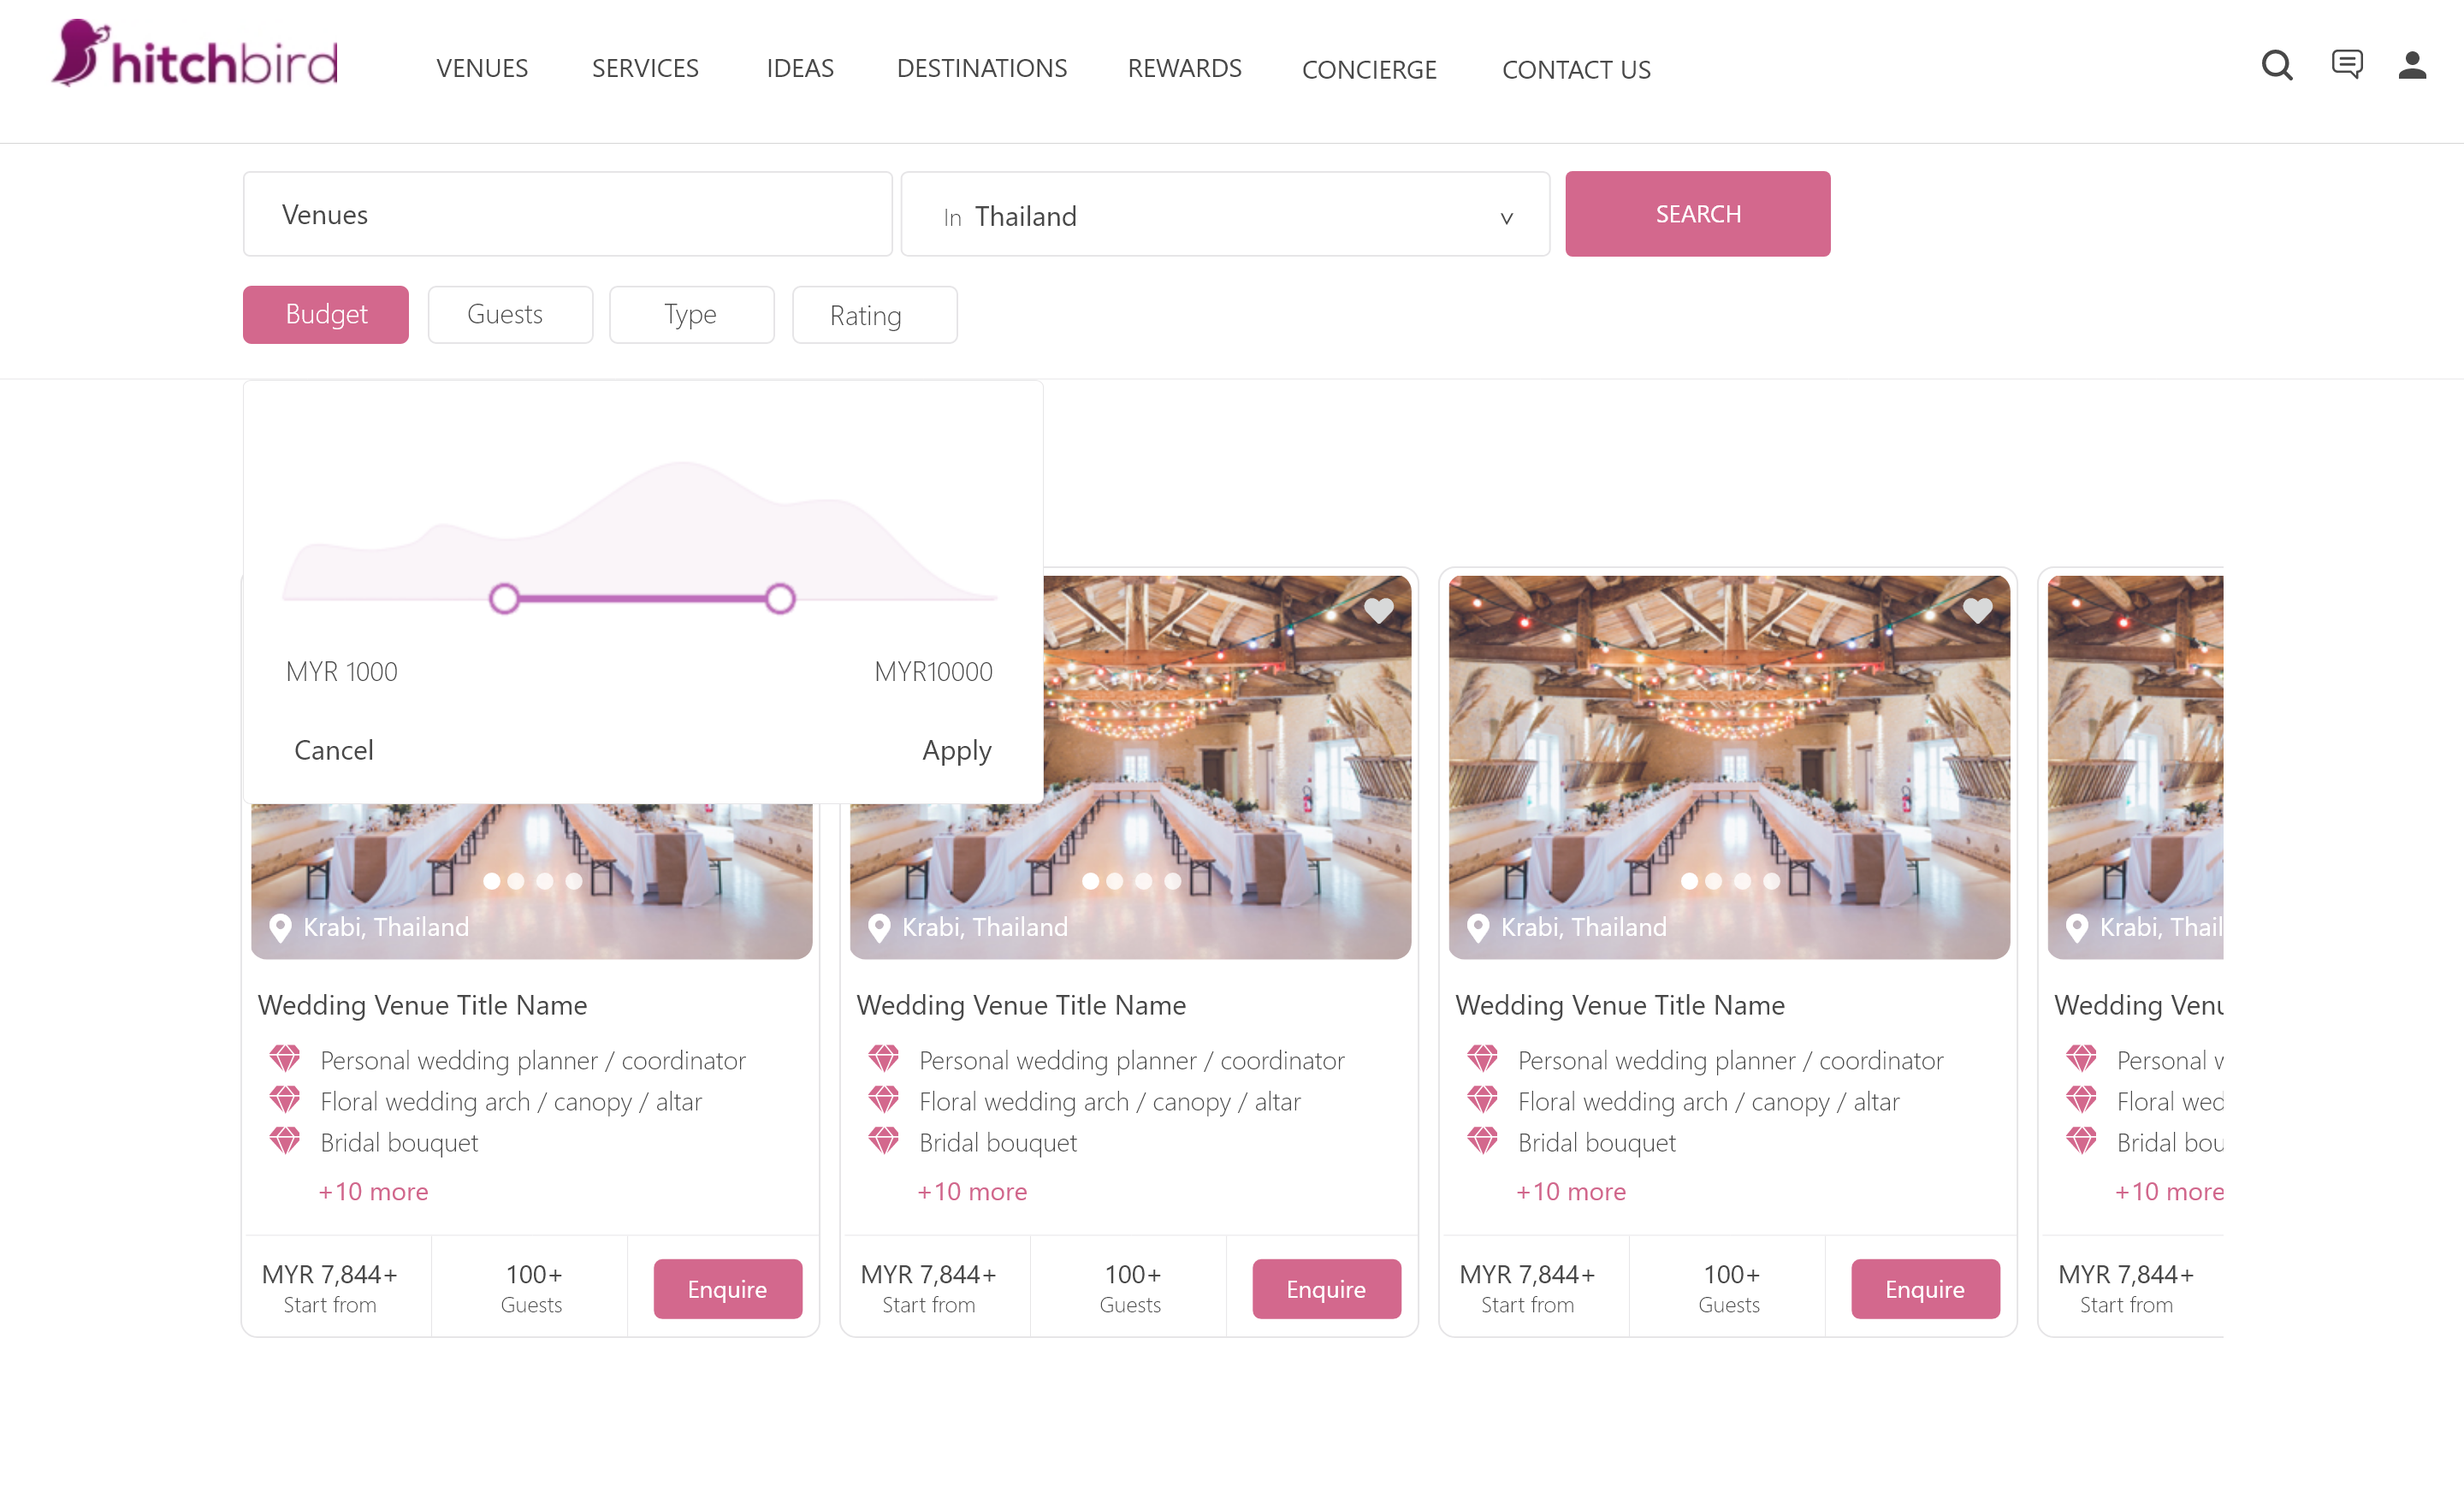 hitchbird
VENUES SERVICES IDEAS DESTINATIONS REWARDS CONCIERGE CONTACT US
Venues
In Thailand
SEARCH
Budget Guests Type Rating
MYR 1000 MYR10000
Cancel Apply
Krabi, Thailand
Wedding Venue Title Name
Personal wedding planner / coordinator
Floral wedding arch / canopy / altar
Bridal bouquet
+10 more
MYR 7,844+
Start from
100+
Guests
Enquire
Krabi, Thailand
Wedding Venue Title Name
Personal wedding planner / coordinator
Floral wedding arch / canopy / altar
Bridal bouquet
+10 more
MYR 7,844+
Start from
100+
Guests
Enquire
Krabi, Thailand
Wedding Venue Title Name
Personal wedding planner / coordinator
Floral wedding arch / canopy / altar
Bridal bouquet
+10 more
MYR 7,844+
Start from
100+
Guests
Enquire
Krabi, Thail
Wedding Venu
Personal w
Floral wed
Bridal bou
+10 more
MYR 7,844+
Start from